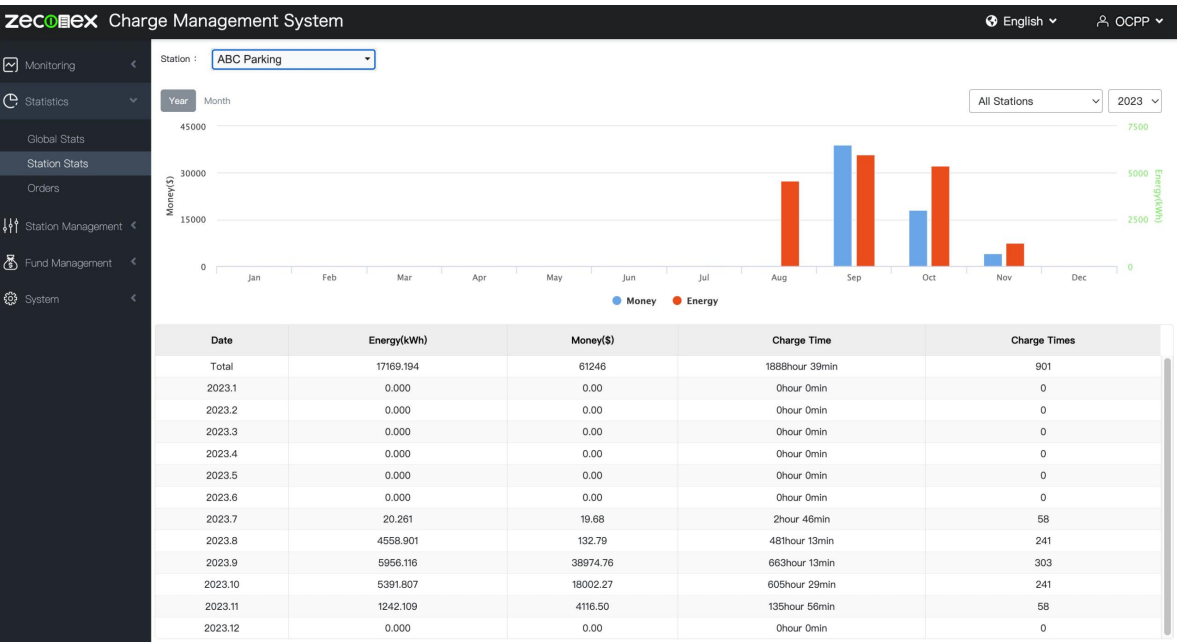 zecomex Charge Management System
English
OCPP
Monitoring
Statistics
Global Stats
Station Stats
Orders
Station Management
Fund Management
System
Station : ABC Parking
Year Month
All Stations 2023
45000 7500
30000 5000
15000 2500
0 0
Money($)
Energy(kWh)
Jan Feb Mar Apr May Jun Jul Aug Sep Oct Nov Dec
Money Energy
Date Energy(kWh) Money($) Charge Time Charge Times
Total 17169.194 61246 1888hour 39min 901
2023.1 0.000 0.00 0hour 0min 0
2023.2 0.000 0.00 0hour 0min 0
2023.3 0.000 0.00 0hour 0min 0
2023.4 0.000 0.00 0hour 0min 0
2023.5 0.000 0.00 0hour 0min 0
2023.6 0.000 0.00 0hour 0min 0
2023.7 20.261 19.68 2hour 46min 58
2023.8 4558.901 132.79 481hour 13min 241
2023.9 5956.116 38974.76 663hour 13min 303
2023.10 5391.807 18002.27 605hour 29min 241
2023.11 1242.109 4116.50 135hour 56min 58
2023.12 0.000 0.00 0hour 0min 0